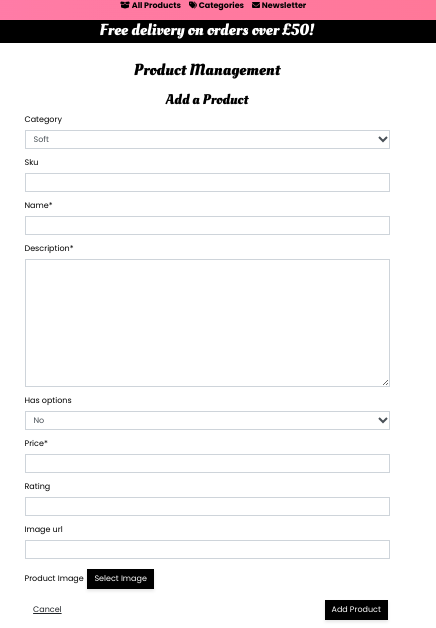 All Products Categories Newsletter
Free delivery on orders over £50!
Product Management
Add a Product
Category
Soft
Sku
Name*
Description*
Has options
No
Price*
Rating
Image url
Product Image Select Image
Cancel Add Product